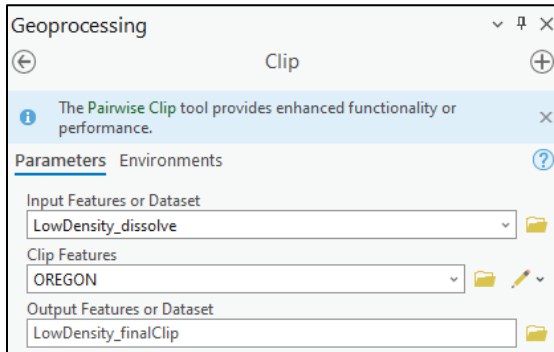 Geoprocessing
Clip
The Pairwise Clip tool provides enhanced functionality or
performance.
Parameters Environments
Input Features or Dataset
LowDensity_dissolve
Clip Features
OREGON
Output Features or Dataset
LowDensity_finalClip